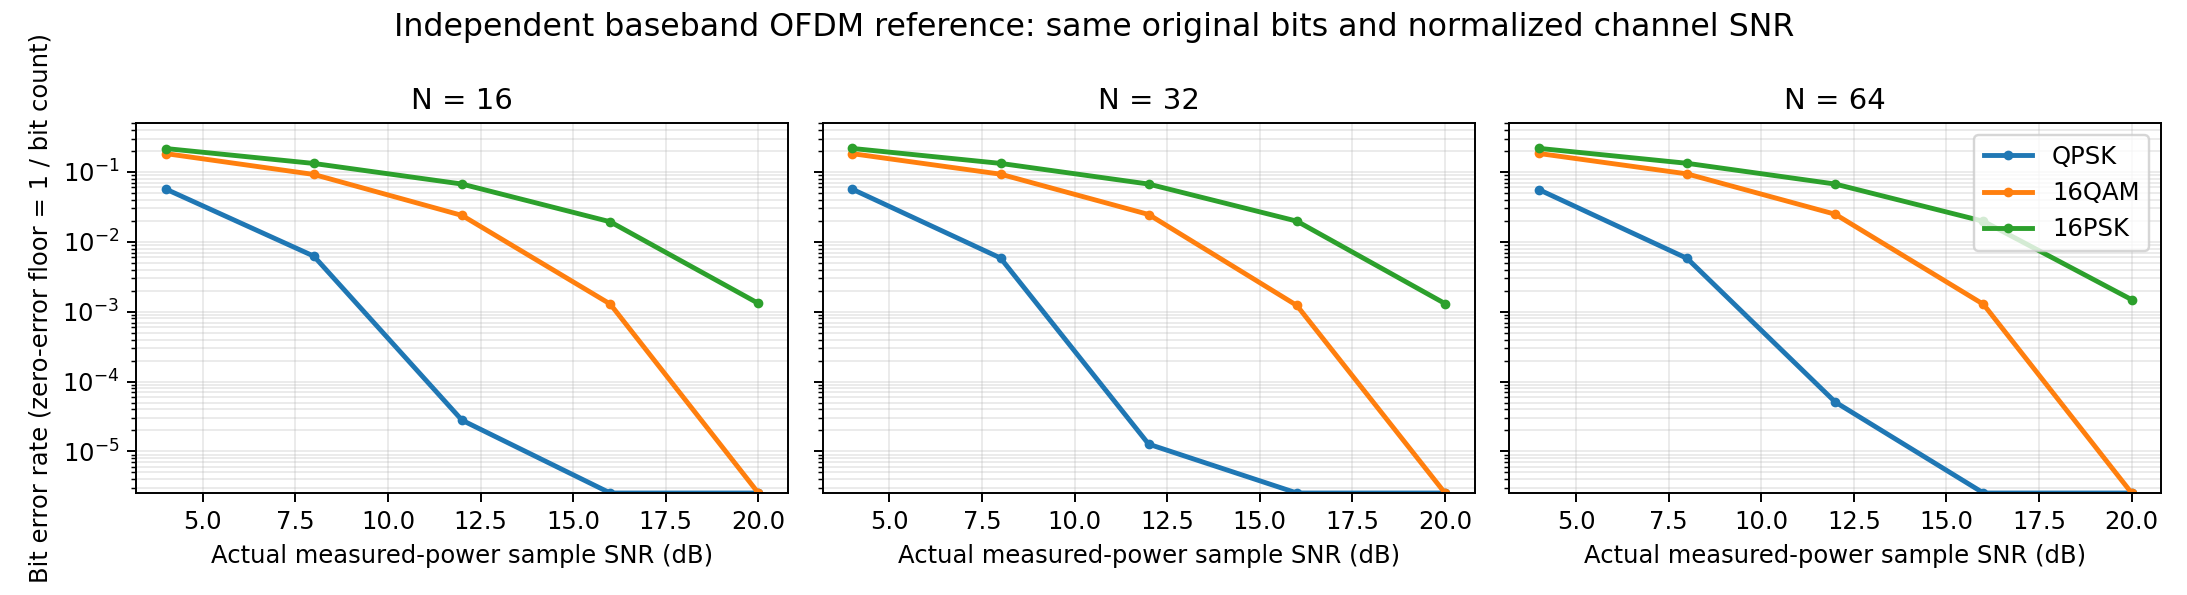 Independent baseband OFDM reference: same original bits and normalized channel SNR
Bit error rate (zero-error floor = 1 / bit count)
N = 16
10⁻¹
10⁻²
10⁻³
10⁻⁴
10⁻⁵
5.0 7.5 10.0 12.5 15.0 17.5 20.0
Actual measured-power sample SNR (dB)
N = 32
5.0 7.5 10.0 12.5 15.0 17.5 20.0
Actual measured-power sample SNR (dB)
N = 64
QPSK
16QAM
16PSK
5.0 7.5 10.0 12.5 15.0 17.5 20.0
Actual measured-power sample SNR (dB)